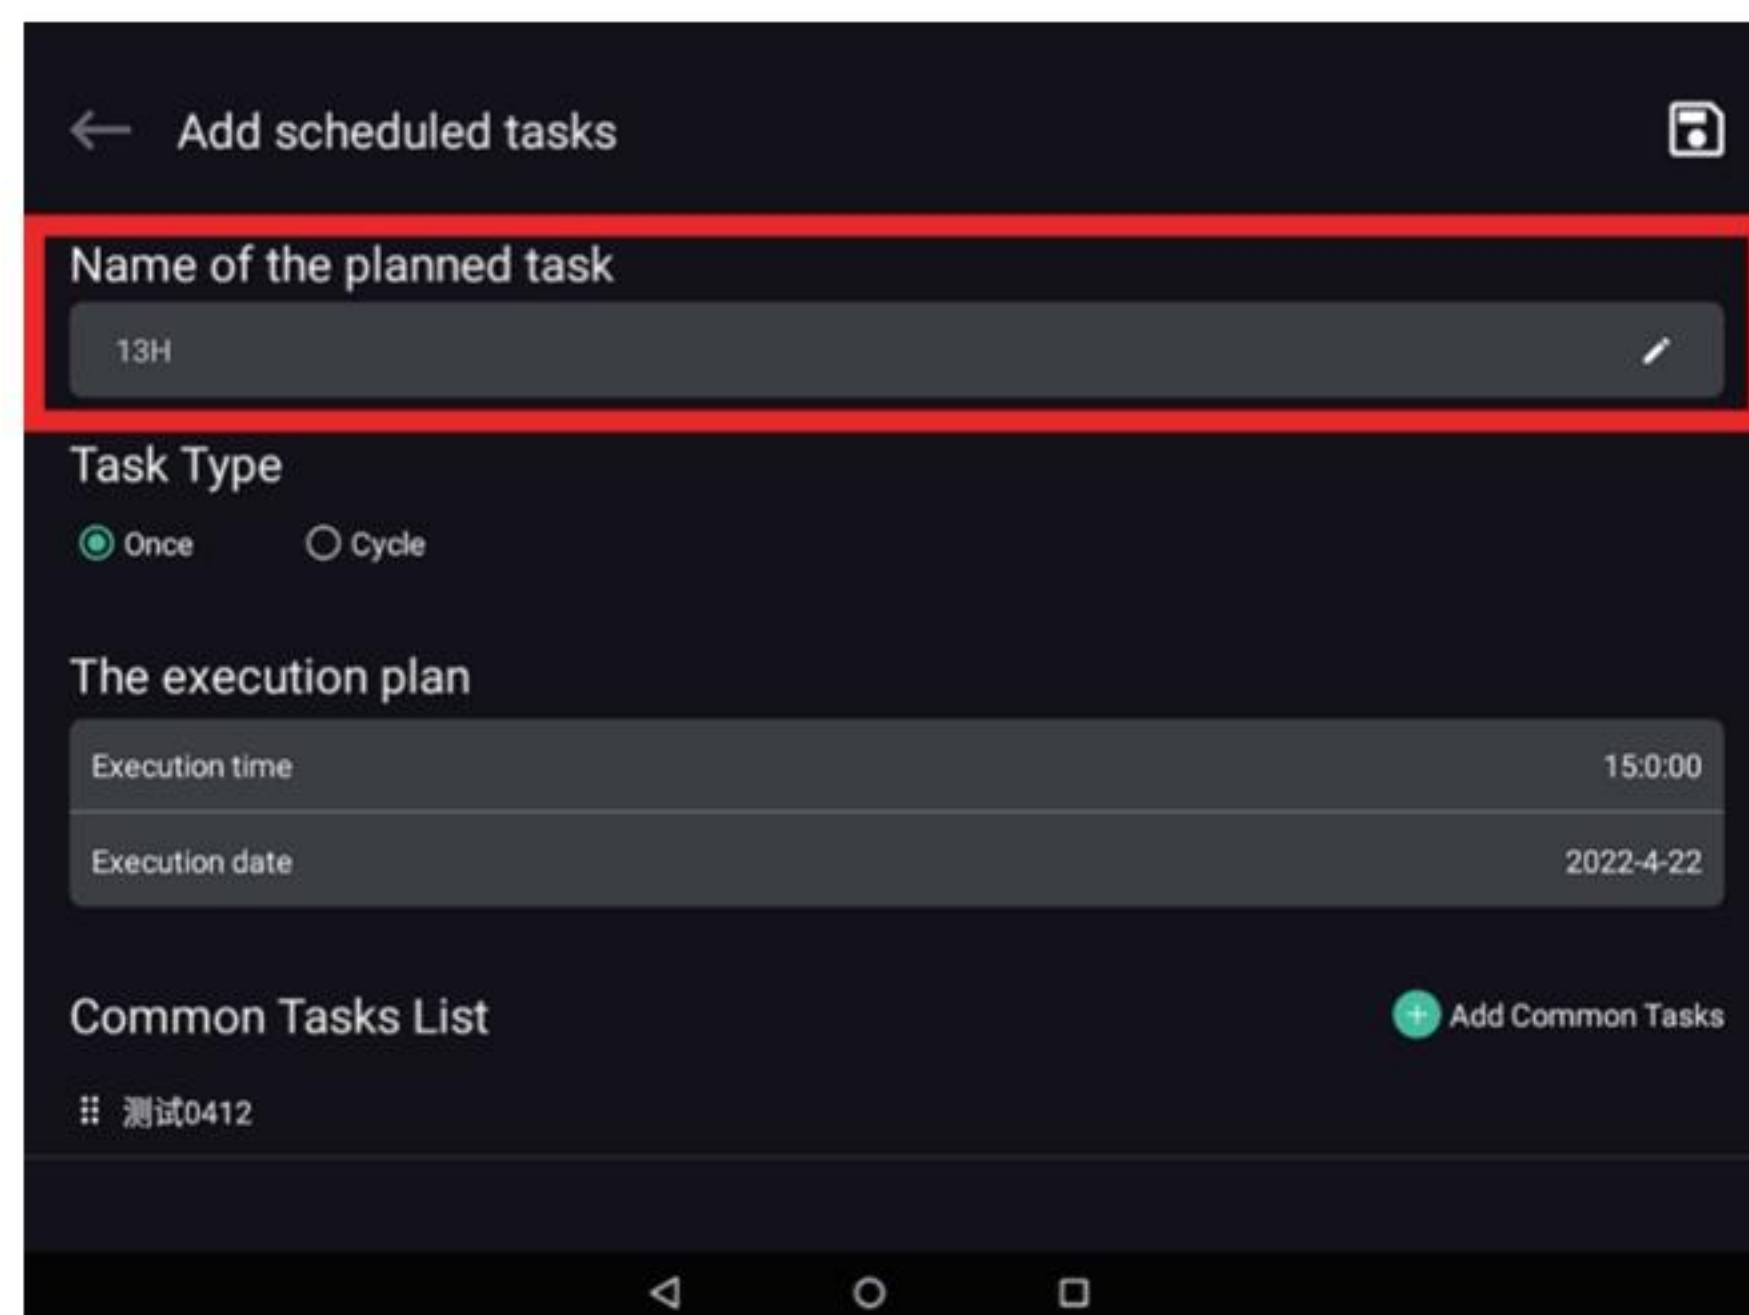 Add scheduled tasks
Name of the planned task
13H
Task Type
Once Cycle
The execution plan
Execution time 15:0:00
Execution date 2022-4-22
Common Tasks List Add Common Tasks
测试0412